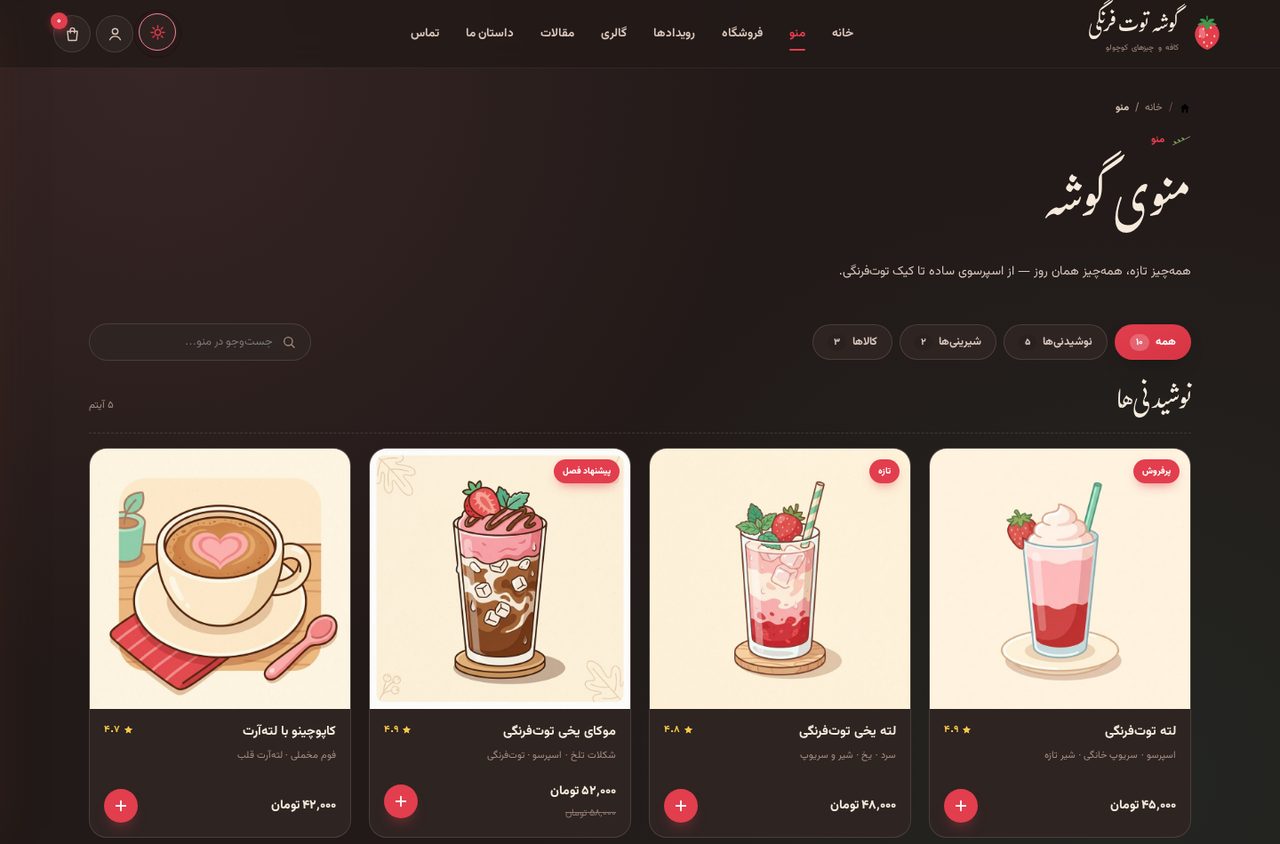 گوشه توت فرنگی
کافه و چیزهای کوچولو
خانه
منو
فروشگاه
رویدادها
گالری
مقالات
داستان ما
تماس
۰
خانه / منو
منو
منوی گوشه
همه‌چیز تازه، همه‌چیز همان روز — از اسپرسوی ساده تا کیک توت‌فرنگی.
همه ۱۰
نوشیدنی‌ها ۵
شیرینی‌ها ۲
کالاها ۳
جست‌وجو در منو...
نوشیدنی‌ها
۵ آیتم
پرفروش
لته توت‌فرنگی
۴.۹
اسپرسو · سریوپ خانگی · شیر تازه
۴۵,۰۰۰ تومان
تازه
لته یخی توت‌فرنگی
۴.۸
سرد · یخ · شیر و سریوپ
۴۸,۰۰۰ تومان
پیشنهاد فصل
موکای یخی توت‌فرنگی
۴.۹
شکلات تلخ · اسپرسو · توت‌فرنگی
۵۲,۰۰۰ تومان
۵۸,۰۰۰ تومان
کاپوچینو با لته‌آرت
۴.۷
فوم مخملی · لته‌آرت قلب
۴۲,۰۰۰ تومان